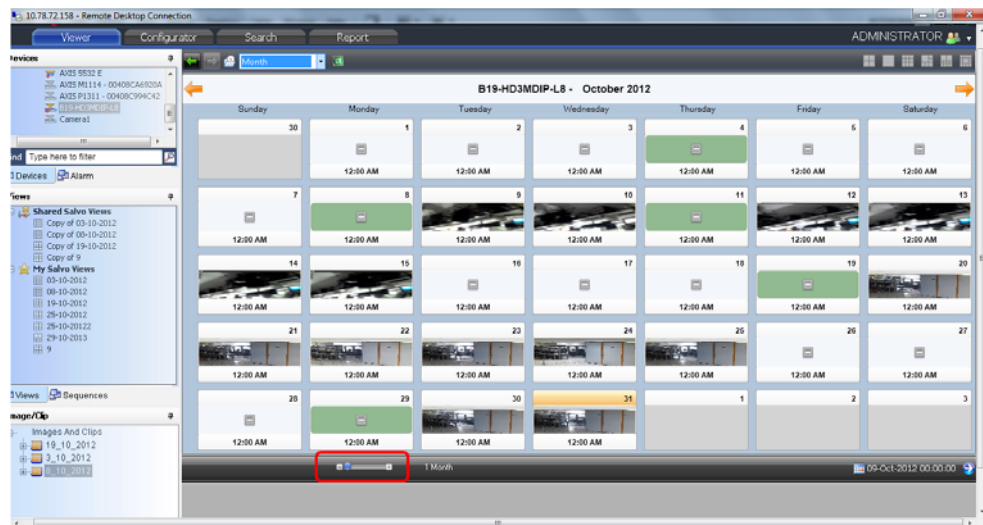 10.78.72.158 - Remote Desktop Connection
Viewer Configurator Search Report ADMINISTRATOR
Devices
Month
AXIS 5532 E
AXIS M1114 - 00408CA6920A
AXIS P1311 - 00408C994C42
B19-HD3MDIP-L8
Camera1
B19-HD3MDIP-L8 - October 2012
Sunday Monday Tuesday Wednesday Thursday Friday Saturday
30 1 2 3 4 5 6
12:00 AM 12:00 AM 12:00 AM 12:00 AM 12:00 AM 12:00 AM
Type here to filter
Devices Alarm
Views
7 8 9 10 11 12 13
12:00 AM 12:00 AM 12:00 AM 12:00 AM 12:00 AM 12:00 AM 12:00 AM
Shared Salvo Views
Copy of 03-10-2012
Copy of 08-10-2012
Copy of 19-10-2012
Copy of 9
My Salvo Views
03-10-2012
08-10-2012
19-10-2012
25-10-2012
25-10-20122
29-10-2013
9
14 15 16 17 18 19 20
12:00 AM 12:00 AM 12:00 AM 12:00 AM 12:00 AM 12:00 AM 12:00 AM
21 22 23 24 25 26 27
12:00 AM 12:00 AM 12:00 AM 12:00 AM 12:00 AM 12:00 AM 12:00 AM
Views Sequences
28 29 30 31 1 2 3
12:00 AM 12:00 AM 12:00 AM 12:00 AM
Image/Clip
Images And Clips
19_10_2012
3_10_2012
8_10_2012
1 Month
09-Oct-2012 00:00:00